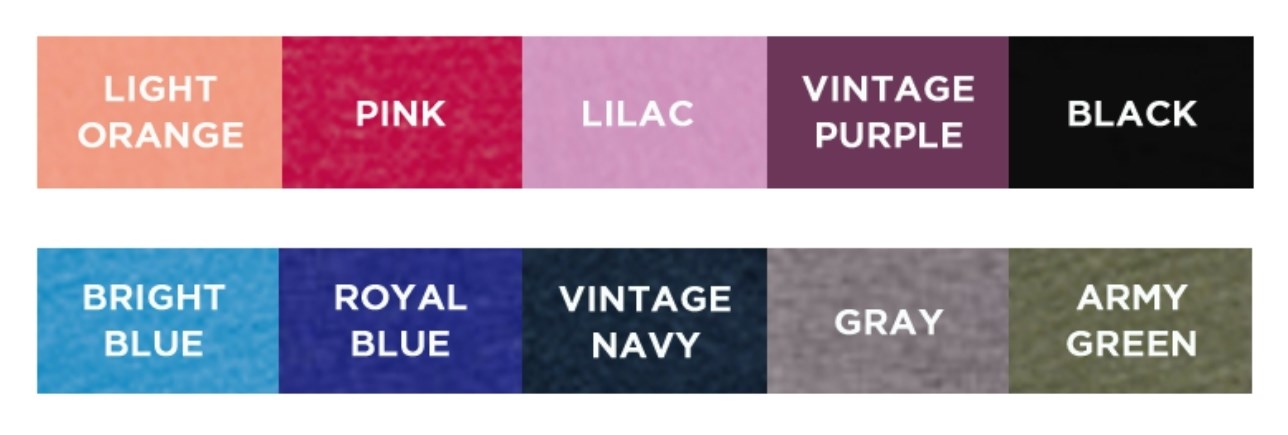 LIGHT
ORANGE
PINK
LILAC
VINTAGE
PURPLE
BLACK
BRIGHT
BLUE
ROYAL
BLUE
VINTAGE
NAVY
GRAY
ARMY
GREEN